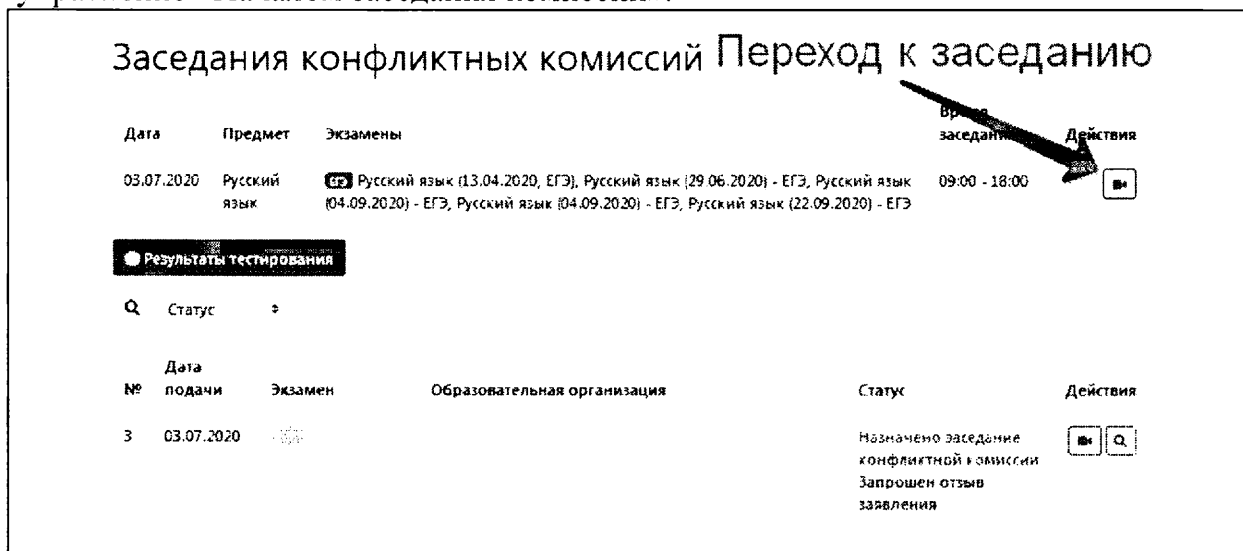 Заседания конфликтных комиссий Переход к заседанию
Дата Предмет Экзамены заседания Действия
03.07.2020 Русский язык ЕГЭ Русский язык (13.04.2020, ЕГЭ), Русский язык (29.06.2020) - ЕГЭ, Русский язык 09:00 - 18:00
(04.09.2020) - ЕГЭ, Русский язык (04.09.2020) - ЕГЭ, Русский язык (22.09.2020) - ЕГЭ
Результаты тестирования
Статус
№ Дата подачи Экзамен Образовательная организация Статус Действия
3 03.07.2020 Назначено заседание
конфликтной комиссии
Запрошен отзыв
заявления